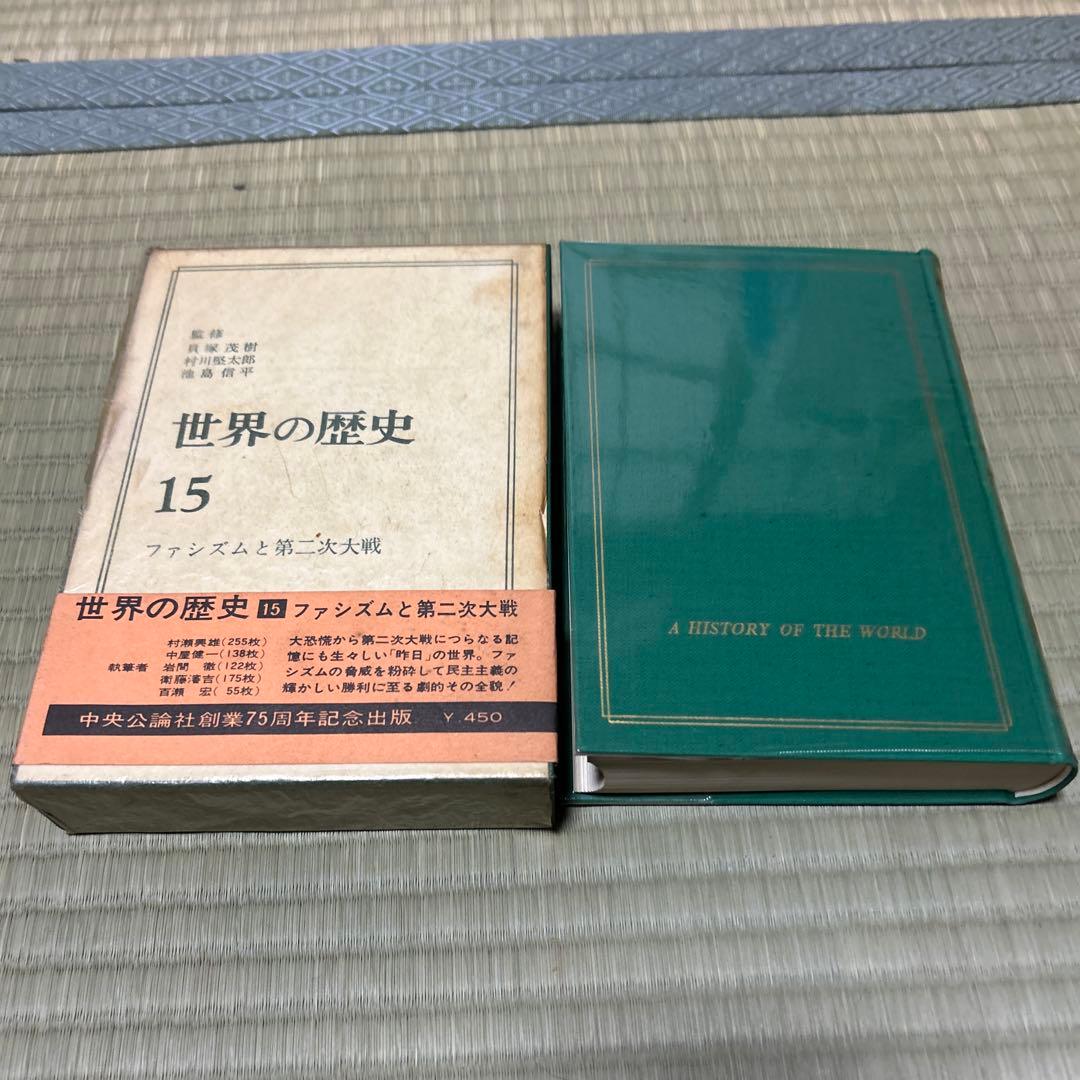 監修
貝塚茂樹
村川堅太郎
池島信平
世界の歴史
15
ファシズムと第二次大戦
世界の歴史 15 ファシズムと第二次大戦
執筆者
村瀬興雄(255枚)
中屋健一(138枚)
岩間 徹(122枚)
衛藤瀋吉(175枚)
百瀬 宏( 55枚)
大恐慌から第二次大戦につらなる記
憶にも生々しい「昨日」の世界。ファ
シズムの脅威を粉砕して民主主義の
輝かしい勝利に至る劇的その全貌!
中央公論社創業75周年記念出版 Y.450
A HISTORY OF THE WORLD